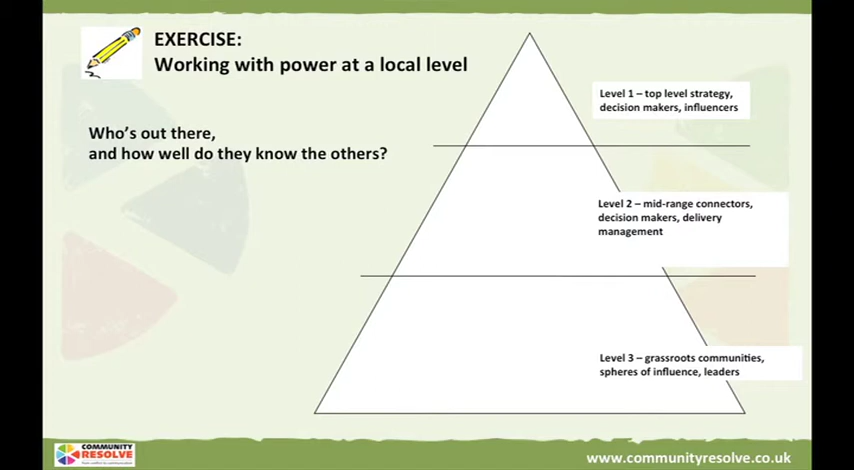 EXERCISE:
Working with power at a local level
Who's out there,
and how well do they know the others?
Level 1 – top level strategy,
decision makers, influencers
Level 2 – mid-range connectors,
decision makers, delivery
management
Level 3 – grassroots communities,
spheres of influence, leaders
COMMUNITY
RESOLVE
www.communityresolve.co.uk